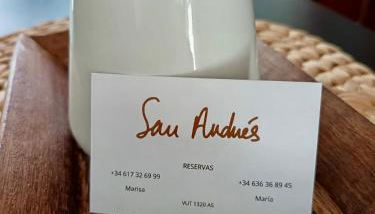 San Andrés
RESERVAS
+34 617 32 69 99
Marisa
+34 636 36 89 45
María
VUT 1320 AS